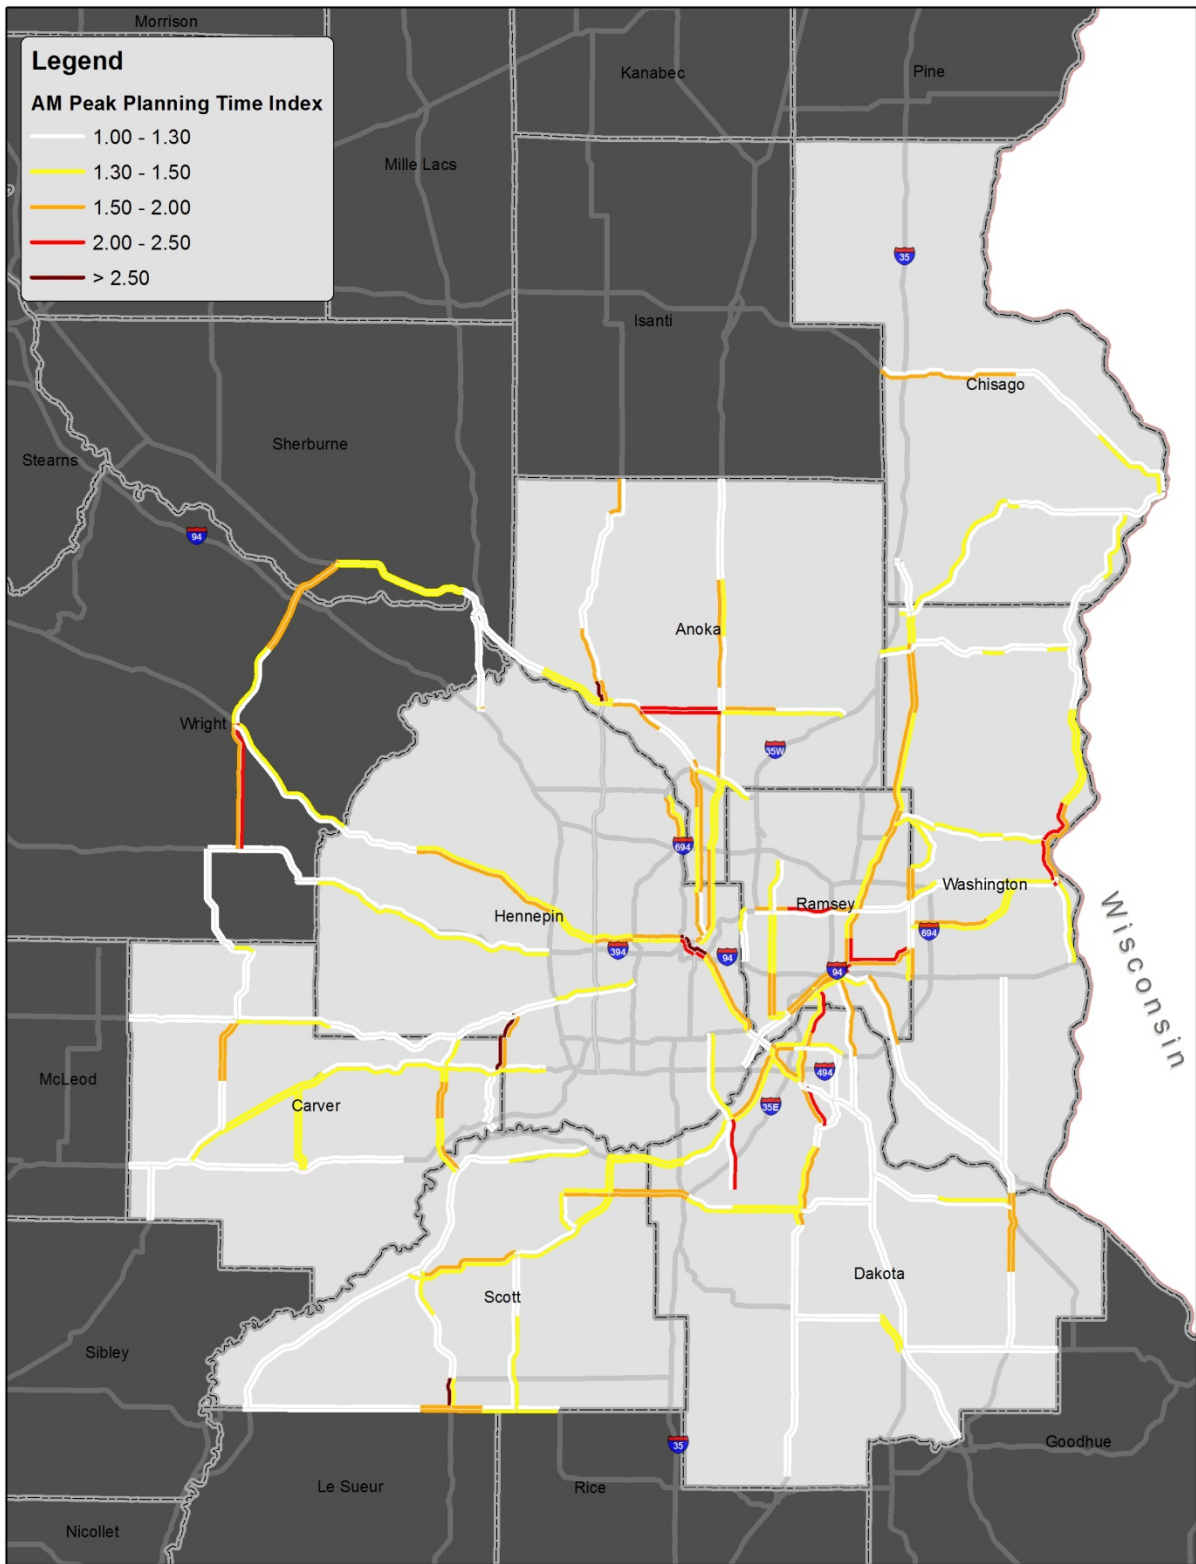 Morrison
Legend
AM Peak Planning Time Index
1.00 - 1.30
1.30 - 1.50
1.50 - 2.00
2.00 - 2.50
> 2.50
Kanabec
Pine
Mille Lacs
35
Isanti
Chisago
Sherburne
Stearns
94
Anoka
Wright
35W
694
Hennepin
Ramsey
Washington
694
394
94
94
Wisconsin
McLeod
494
35E
Carver
Dakota
Scott
Sibley
35
Goodhue
Le Sueur
Rice
Nicollet